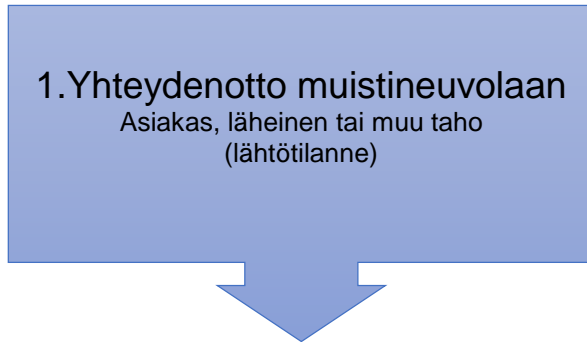 1.Yhteydenotto muistineuvolaan
Asiakas, läheinen tai muu taho
(lähtötilanne)